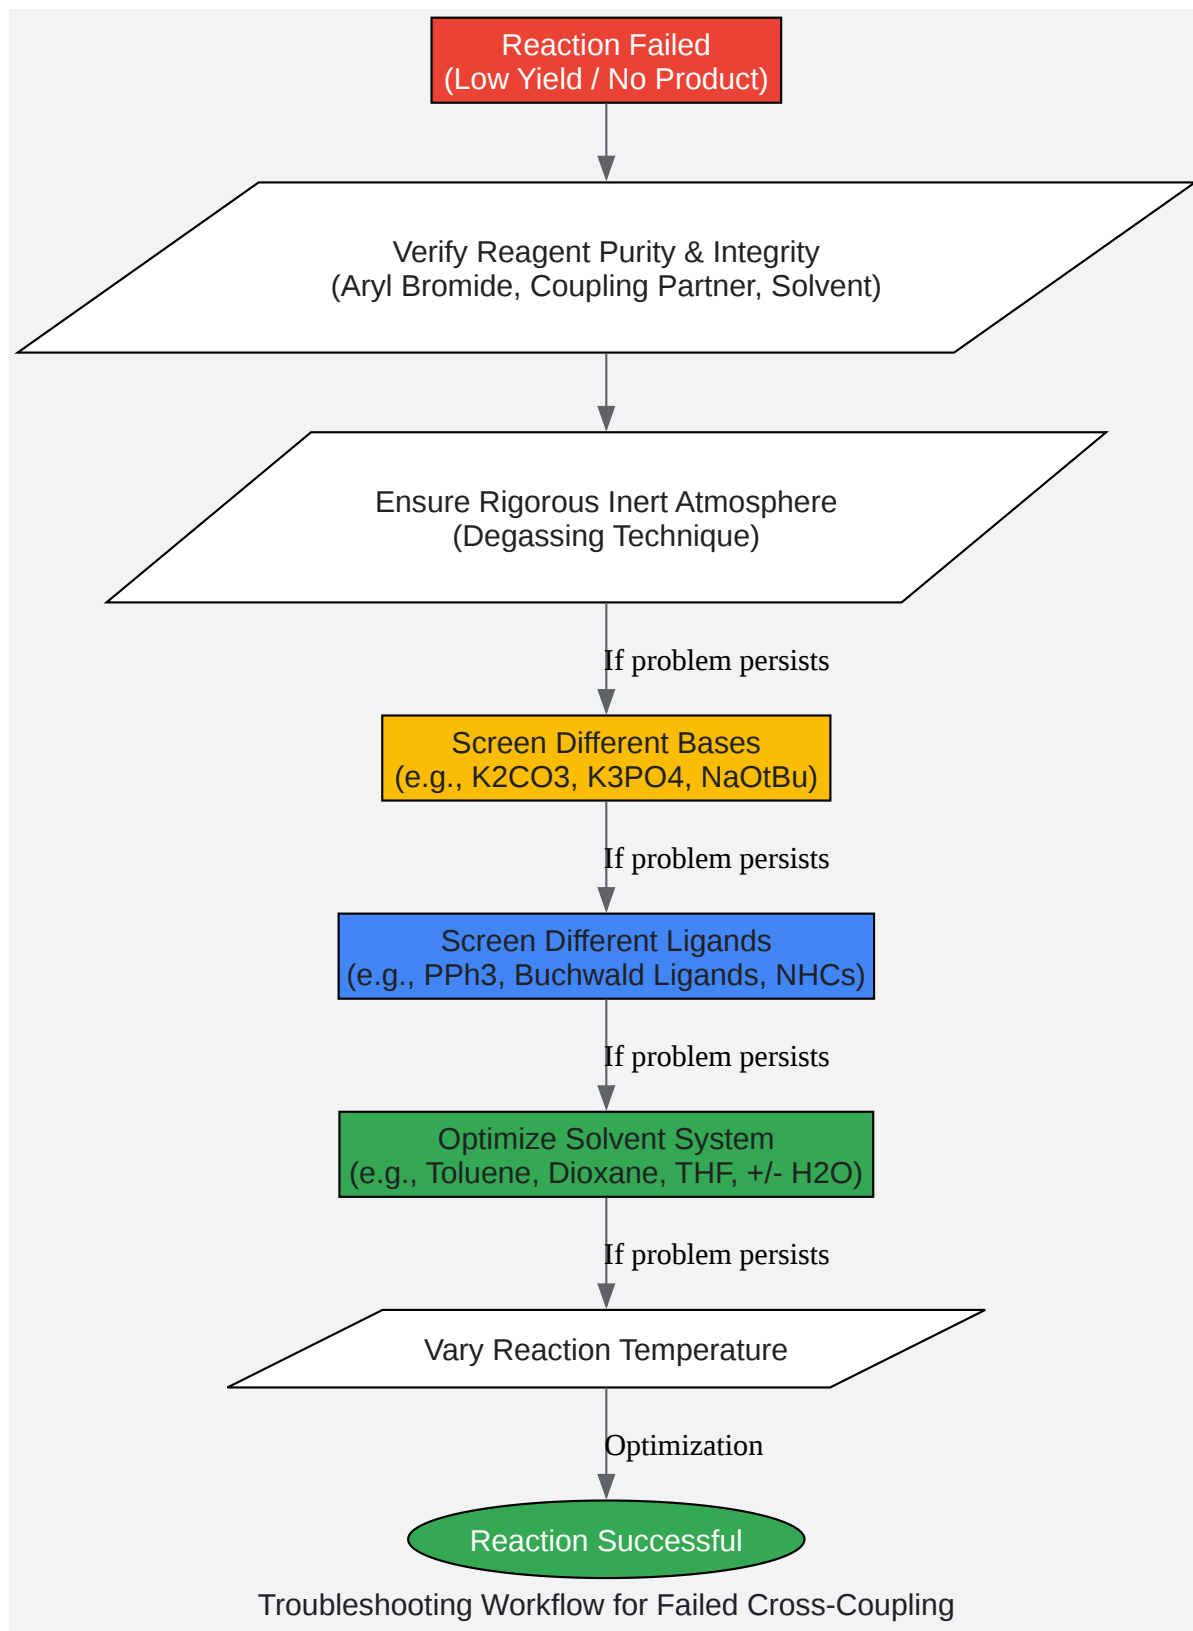 Reaction Failed
(Low Yield / No Product)
Verify Reagent Purity & Integrity
(Aryl Bromide, Coupling Partner, Solvent)
Ensure Rigorous Inert Atmosphere
(Degassing Technique)
If problem persists
Screen Different Bases
(e.g., K2CO3, K3PO4, NaOtBu)
If problem persists
Screen Different Ligands
(e.g., PPh3, Buchwald Ligands, NHCs)
If problem persists
Optimize Solvent System
(e.g., Toluene, Dioxane, THF, +/- H2O)
If problem persists
Vary Reaction Temperature
Optimization
Reaction Successful
Troubleshooting Workflow for Failed Cross-Coupling